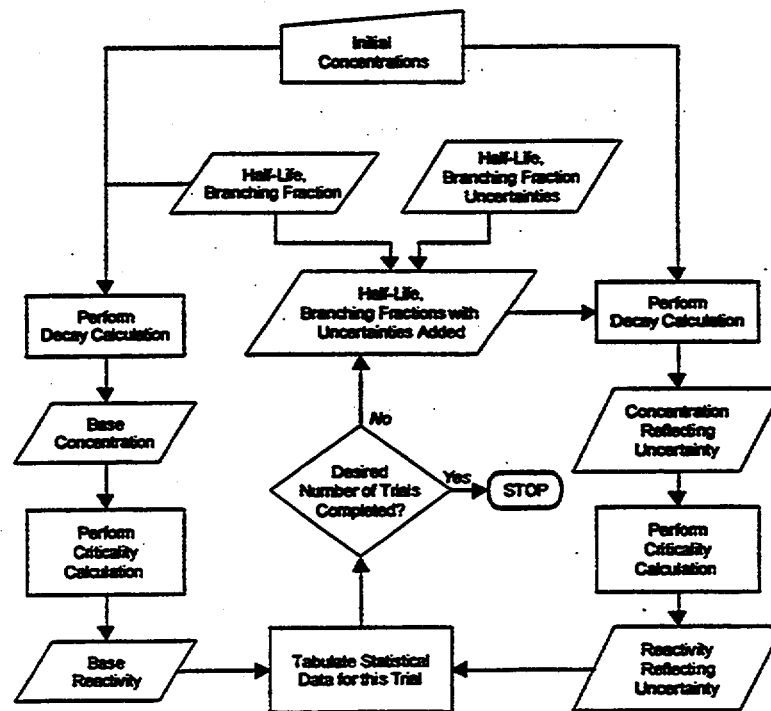 Initial
Concentrations
Half-Life,
Branching Fraction
Half-Life,
Branching Fraction
Uncertainties
Half-Life,
Branching Fractions with
Uncertainties Added
Perform
Decay Calculation
Perform
Decay Calculation
Base
Concentration
No
Concentration
Reflecting
Uncertainty
Desired
Number of Trials
Completed?
Yes
STOP
Perform
Criticality
Calculation
Perform
Criticality
Calculation
Base
Reactivity
Tabulate Statistical
Data for this Trial
Reactivity
Reflecting
Uncertainty